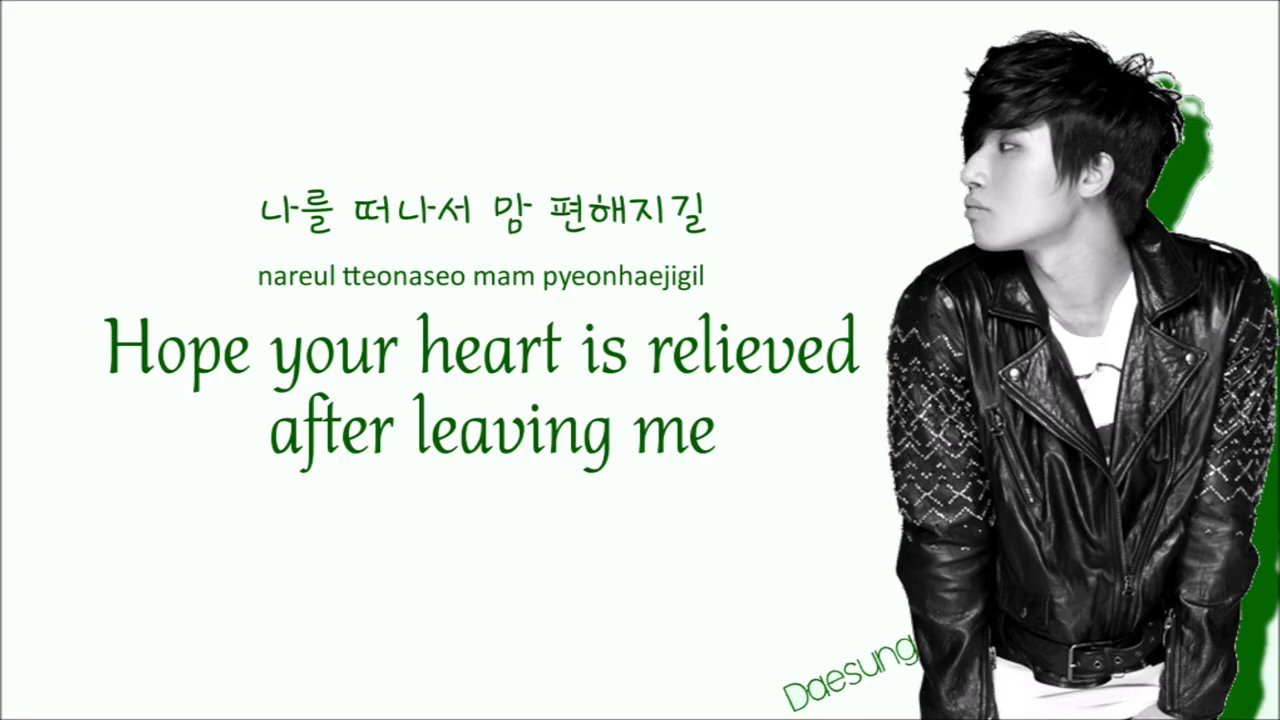 나를 떠나서 맘 편해지길
nareul tteonaseo mam pyeonhaejigil
Hope your heart is relieved
after leaving me
Daesung